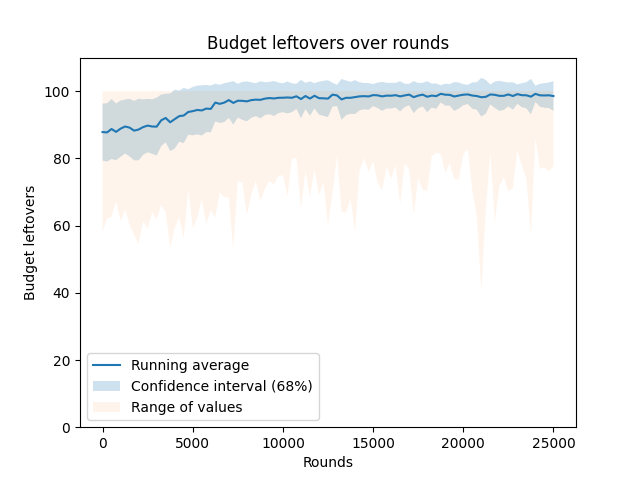 Budget leftovers over rounds
Budget leftovers
100
80
60
40
20
0
Running average
Confidence interval (68%)
Range of values
0 5000 10000 15000 20000 25000
Rounds